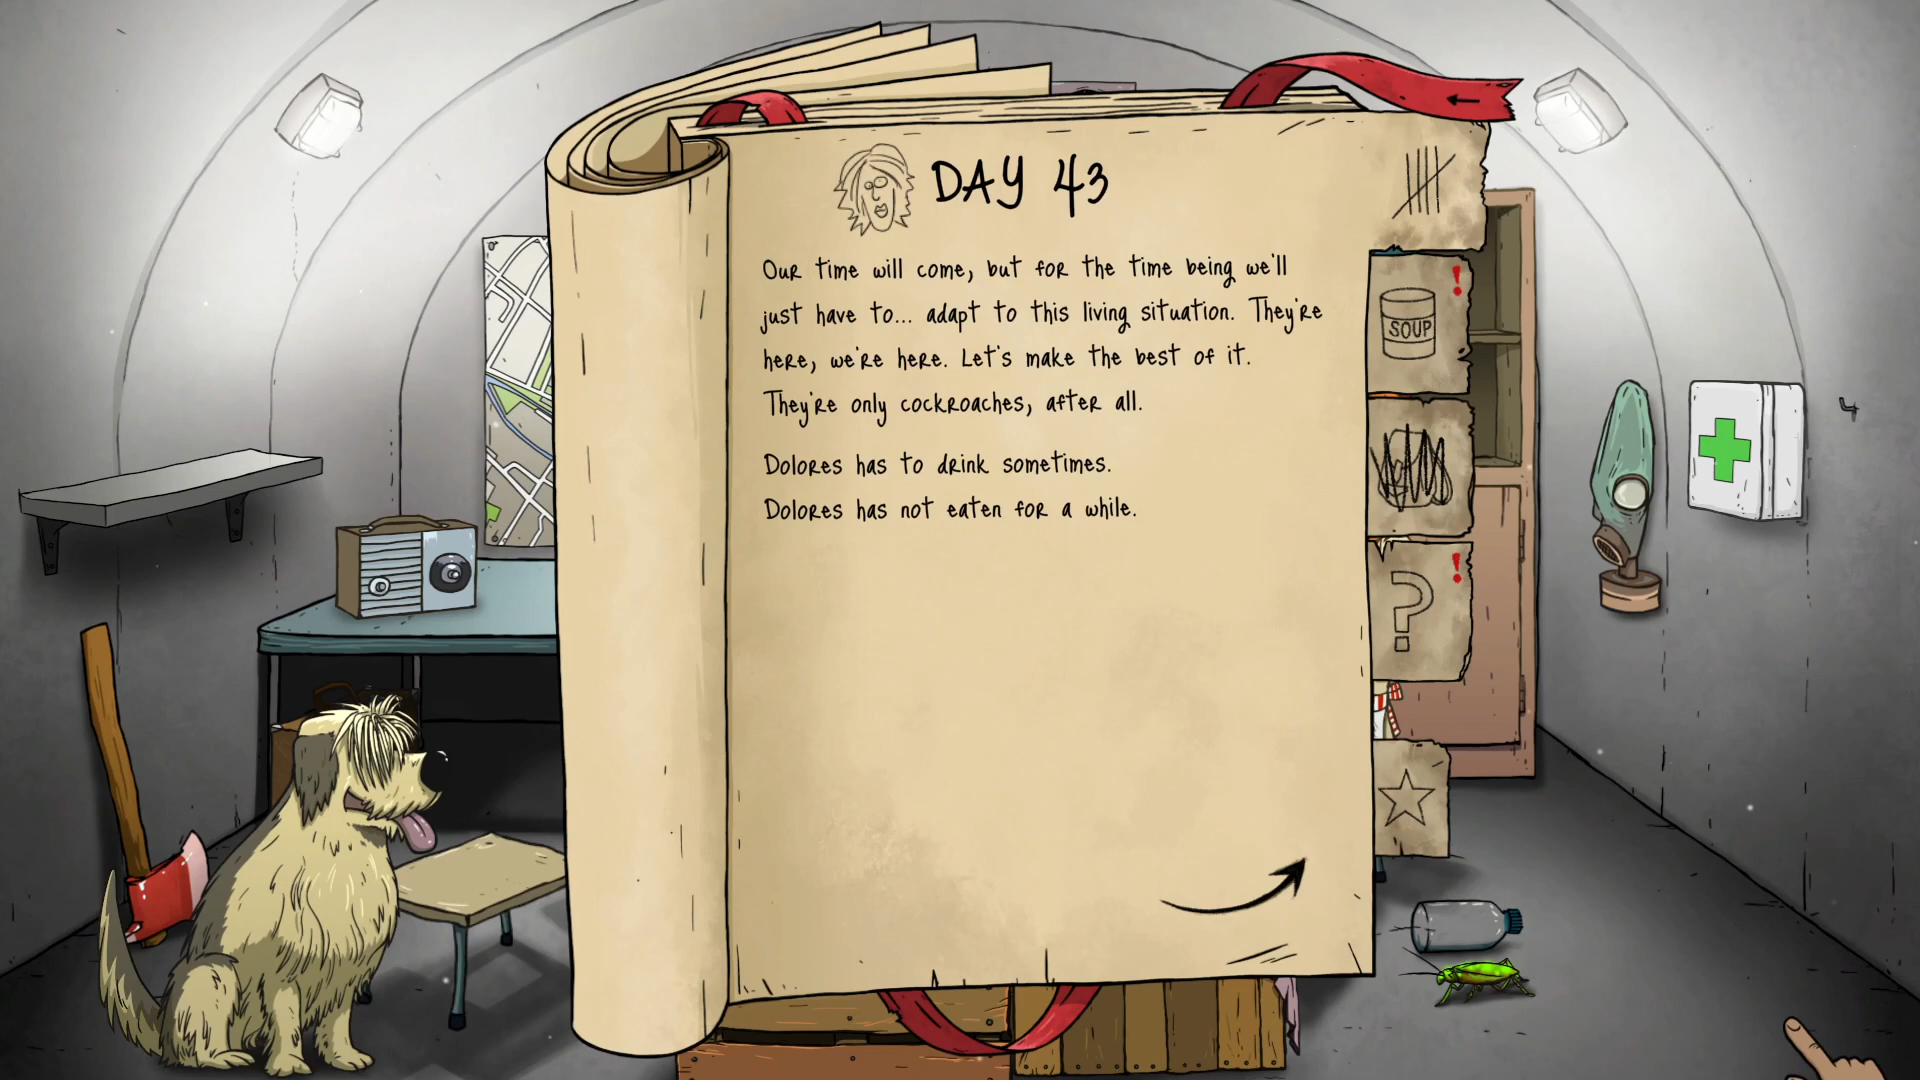 DAY 43
Our time will come, but for the time being we'll
just have to... adapt to this living situation. They're
here, we're here. Let's make the best of it.
They're only cockroaches, after all.
Dolores has to drink sometimes.
Dolores has not eaten for a while.
!
SOUP
!
?